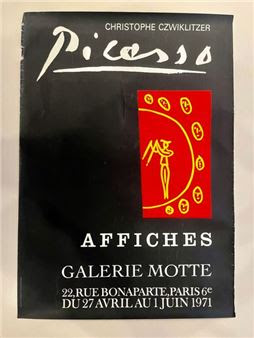 CHRISTOPHE CZWIKLITZER
Picasso
AFFICHES
GALERIE MOTTE
22, RUE BONAPARTE, PARIS 6e
DU 27 AVRIL AU 1 JUIN 1971